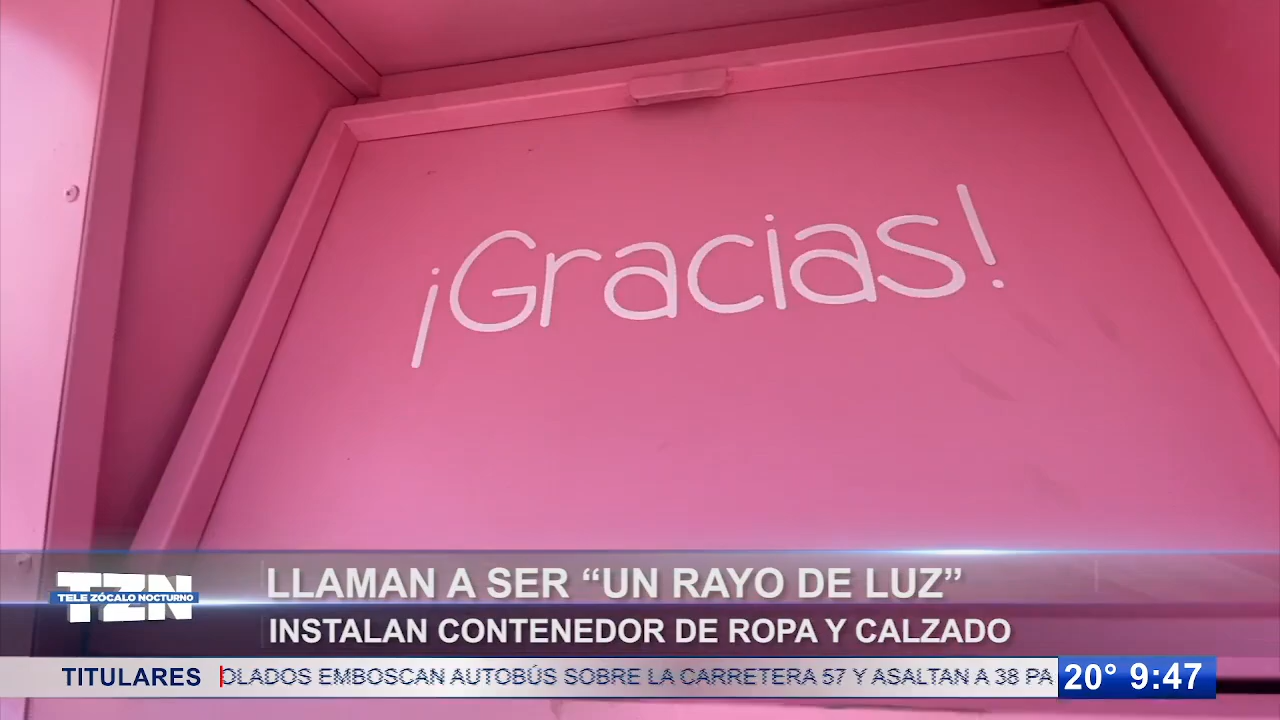 ¡Gracias!
LLAMAN A SER “UN RAYO DE LUZ”
TZN
TELE ZÓCALO NOCTURNO
INSTALAN CONTENEDOR DE ROPA Y CALZADO
TITULARES
EMBOSCAN AUTOBÚS SOBRE LA CARRETERA 57 Y ASALTAN A 38
20° 9:47